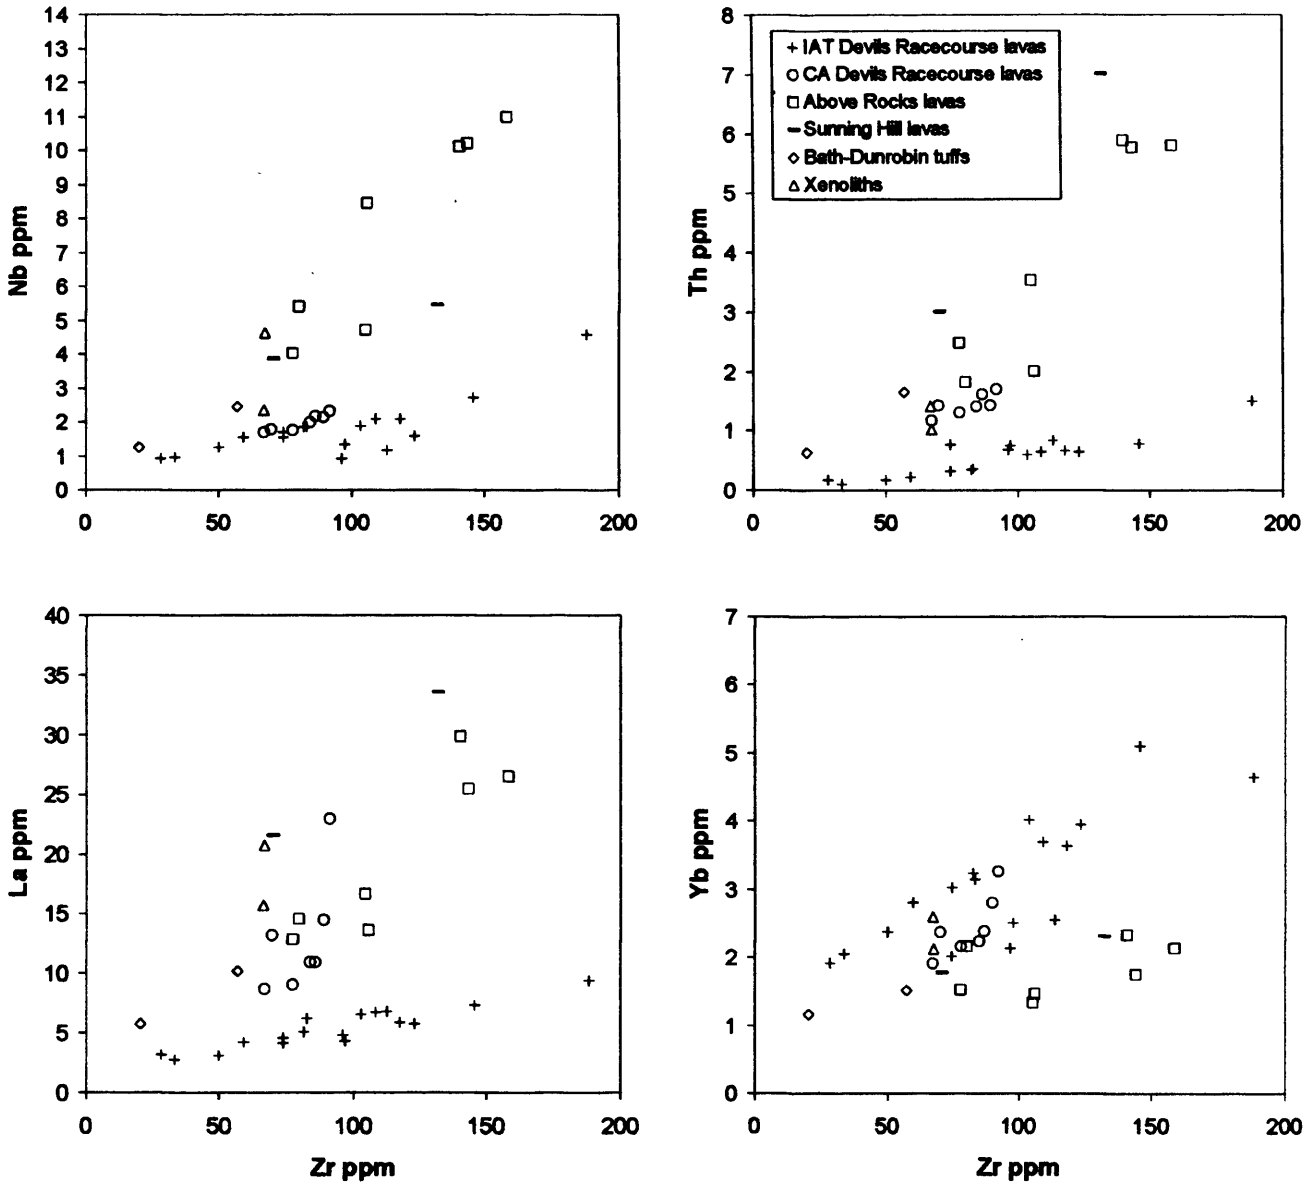 14
13
12
11
10
9
8
7
6
5
4
3
2
1
0
Nb ppm
0 50 100 150 200
8
7
6
5
4
3
2
1
0
Th ppm
IAT Devils Racecourse lavas
CA Devils Racecourse lavas
Above Rocks lavas
Sunning Hill lavas
Bath-Dunrobin tuffs
Xenoliths
0 50 100 150 200
40
35
30
25
20
15
10
5
0
La ppm
0 50 100 150 200
Zr ppm
7
6
5
4
3
2
1
0
Yb ppm
0 50 100 150 200
Zr ppm